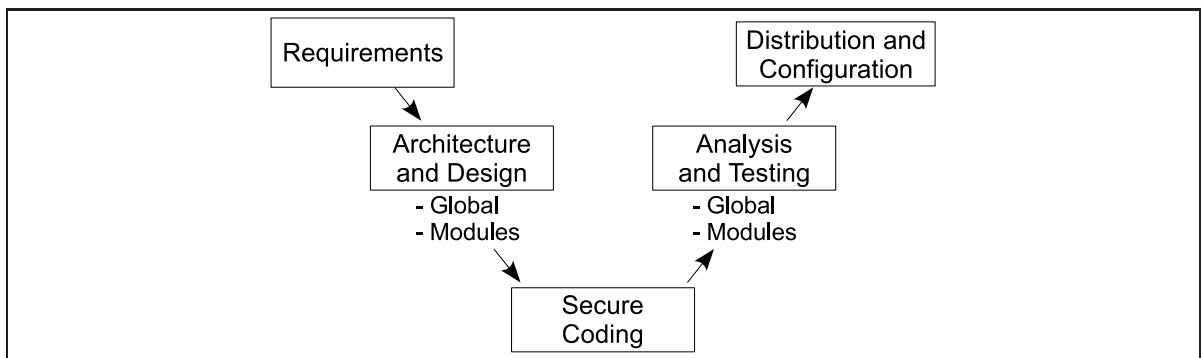 Requirements
Distribution and
Configuration
Architecture
and Design
- Global
- Modules
Analysis
and Testing
- Global
- Modules
Secure
Coding